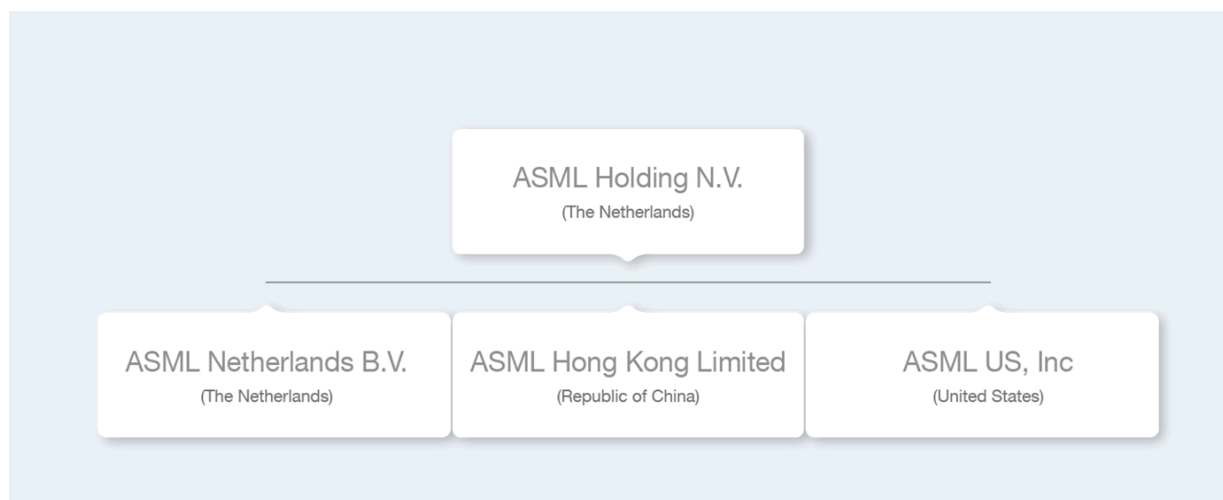 ASML Holding N.V.
(The Netherlands)
ASML Netherlands B.V.
(The Netherlands)
ASML Hong Kong Limited
(Republic of China)
ASML US, Inc
(United States)